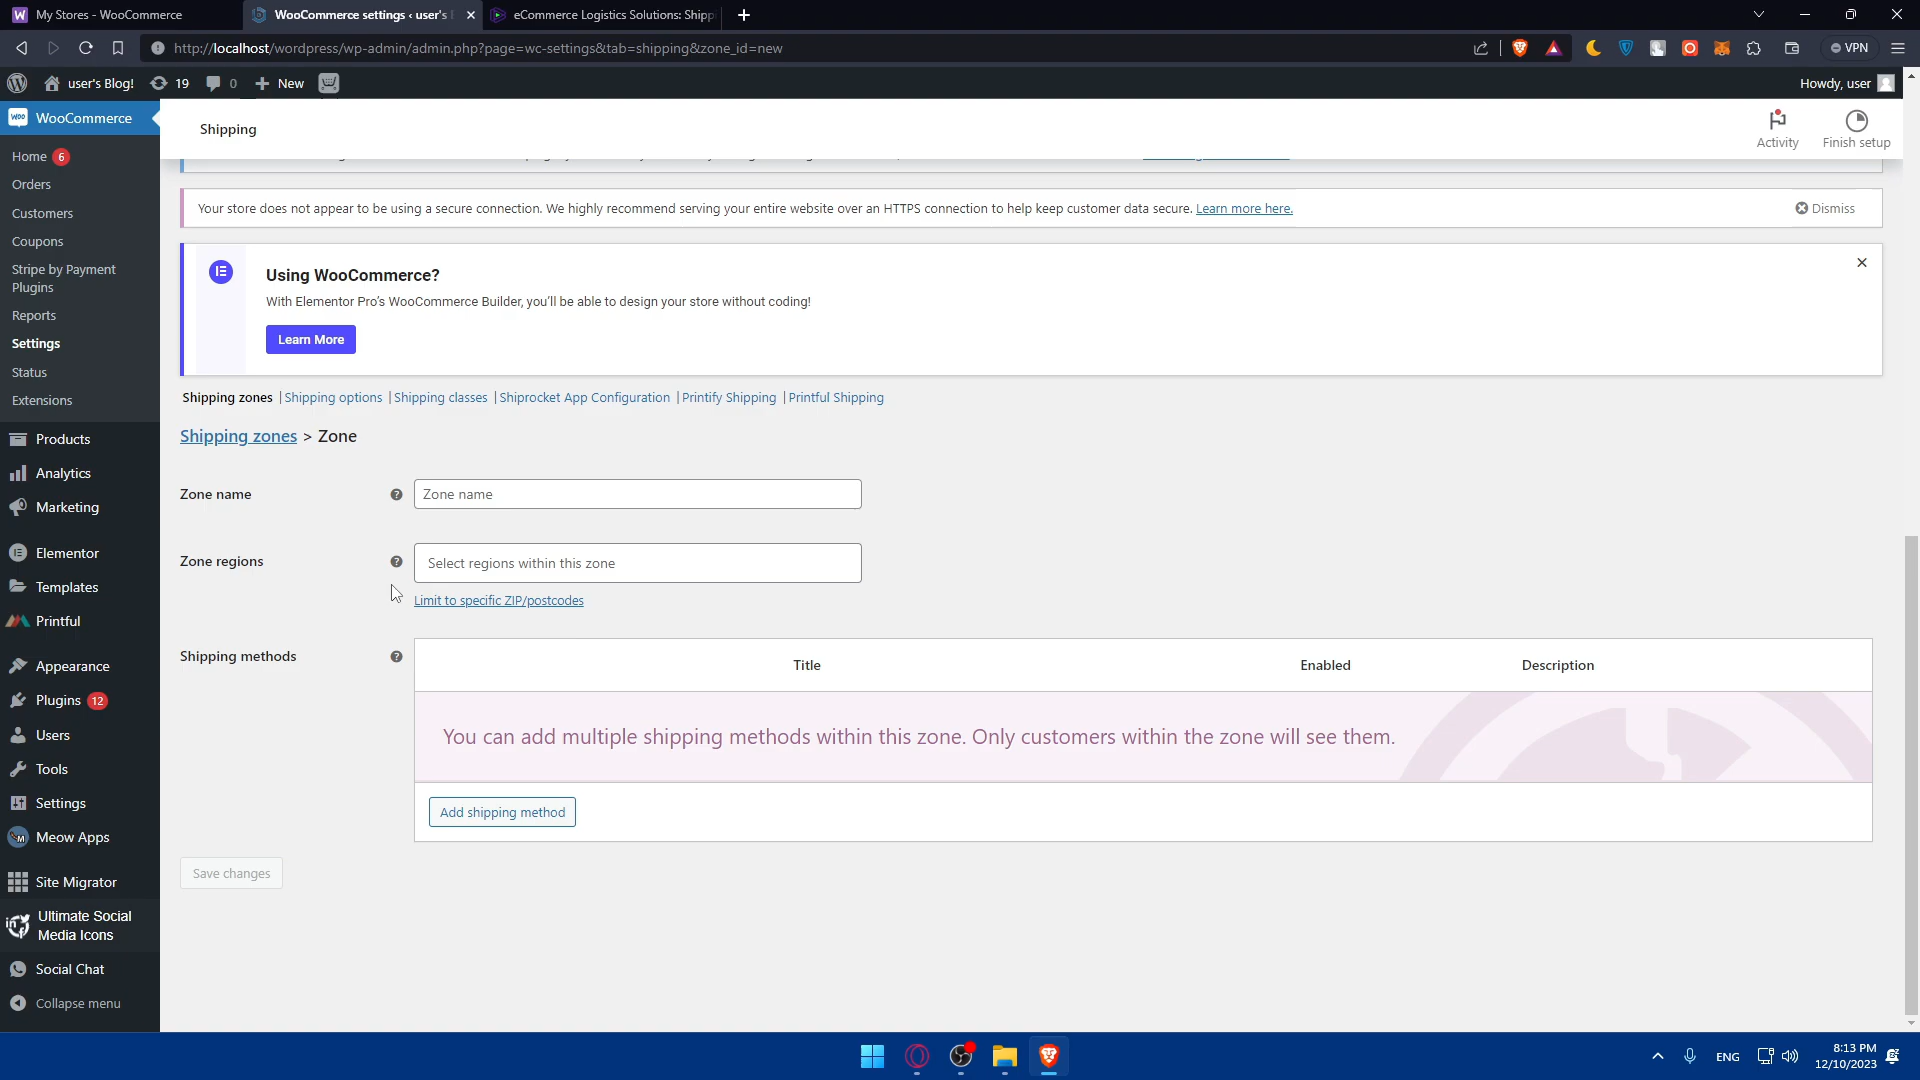 My Stores - WooCommerce
WooCommerce settings ‹ user's
eCommerce Logistics Solutions: Shipp
http://localhost/wordpress/wp-admin/admin.php?page=wc-settings&tab=shipping&zone_id=new
VPN
user's Blog!
19
0
New
Howdy, user
WooCommerce
Home 6
Orders
Customers
Coupons
Stripe by Payment
Plugins
Reports
Settings
Status
Extensions
Products
Analytics
Marketing
Elementor
Templates
Printful
Appearance
Plugins 12
Users
Tools
Settings
Meow Apps
Site Migrator
Ultimate Social
Media Icons
Social Chat
Collapse menu
Shipping
Activity
Finish setup
Your store does not appear to be using a secure connection. We highly recommend serving your entire website over an HTTPS connection to help keep customer data secure. Learn more here.
Dismiss
Using WooCommerce?
With Elementor Pro's WooCommerce Builder, you'll be able to design your store without coding!
Learn More
Shipping zones | Shipping options | Shipping classes | Shiprocket App Configuration | Printify Shipping | Printful Shipping
Shipping zones > Zone
Zone name
Zone name
Zone regions
Select regions within this zone
Limit to specific ZIP/postcodes
Shipping methods
Title
Enabled
Description
You can add multiple shipping methods within this zone. Only customers within the zone will see them.
Add shipping method
Save changes
ENG
8:13 PM
12/10/2023